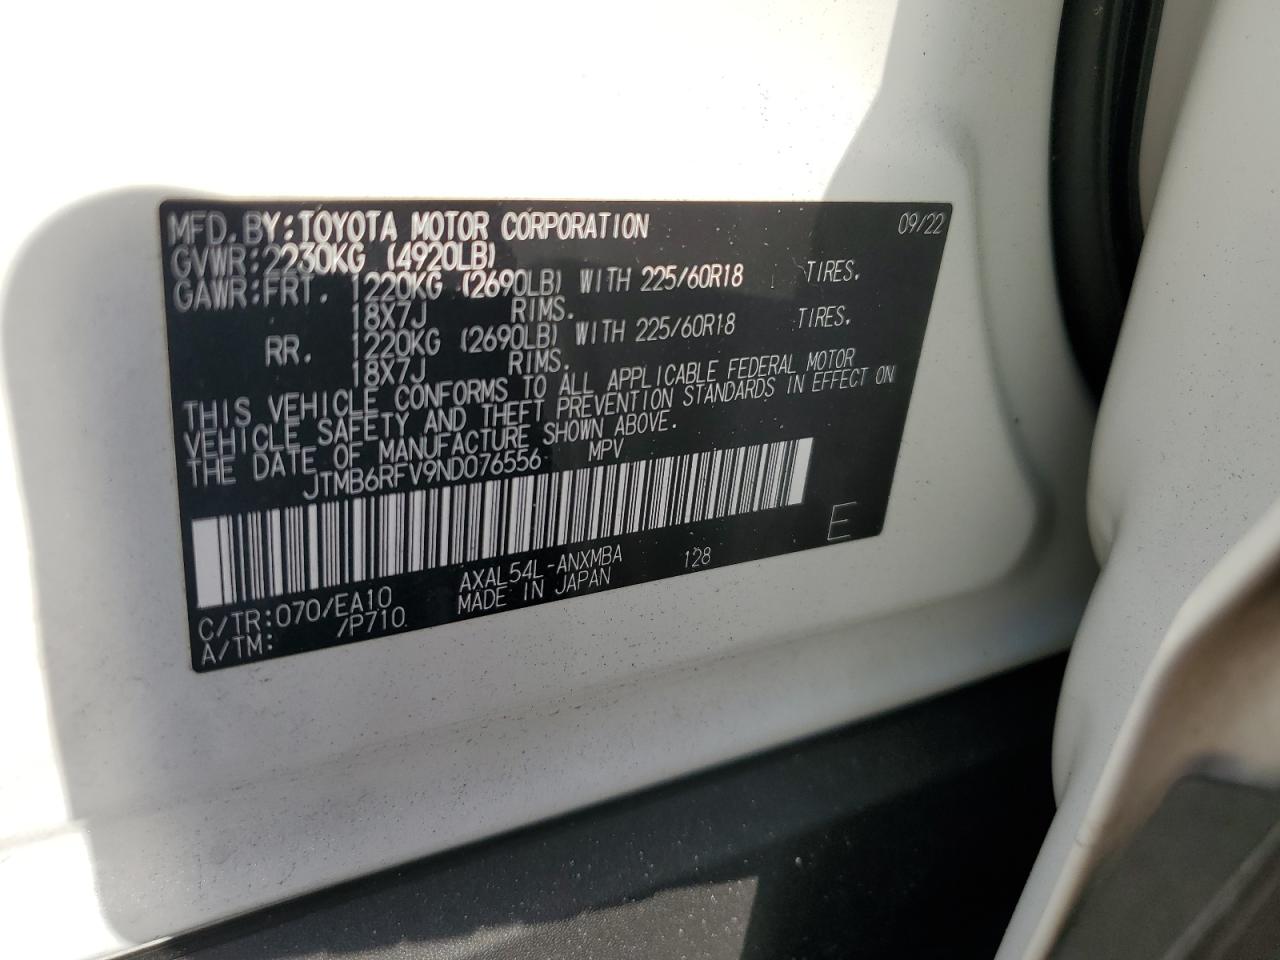 MFD. BY: TOYOTA MOTOR CORPORATION 09/22
GVWR: 2230KG (4920LB)
GAWR: FRT. 1220KG (2690LB) WITH 225/60R18 TIRES.
18X7J RIMS.
RR. 1220KG (2690LB) WITH 225/60R18 TIRES.
18X7J RIMS.
THIS VEHICLE CONFORMS TO ALL APPLICABLE FEDERAL MOTOR
VEHICLE SAFETY AND THEFT PREVENTION STANDARDS IN EFFECT ON
THE DATE OF MANUFACTURE SHOWN ABOVE.
JTMB6RFV9ND076556 MPV
E
C/TR: 070/EA10 AXAL54L-ANXMBA 128
A/TM: /P710 MADE IN JAPAN